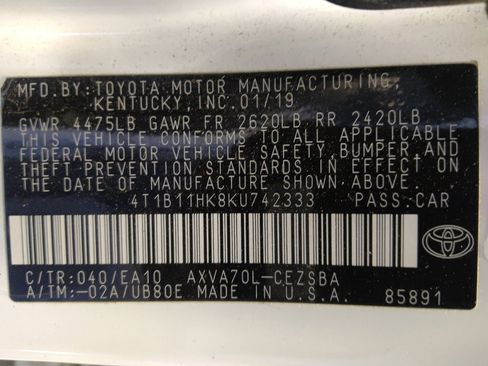 MFD.BY: TOYOTA MOTOR MANUFACTURING,
KENTUCKY, INC. 01/19
GVWR 4475LB GAWR FR 2620LB RR 2420LB
THIS VEHICLE CONFORMS TO ALL APPLICABLE
FEDERAL MOTOR VEHICLE SAFETY, BUMPER, AND
THEFT PREVENTION STANDARDS IN EFFECT ON
THE DATE OF MANUFACTURE SHOWN ABOVE.
4T1B11HK8KU742333 PASS.CAR
TOYOTA
C/TR:040/EA10 AXVA70L-CEZSBA
A/TM:-02A/UB80E MADE IN U.S.A. 85891